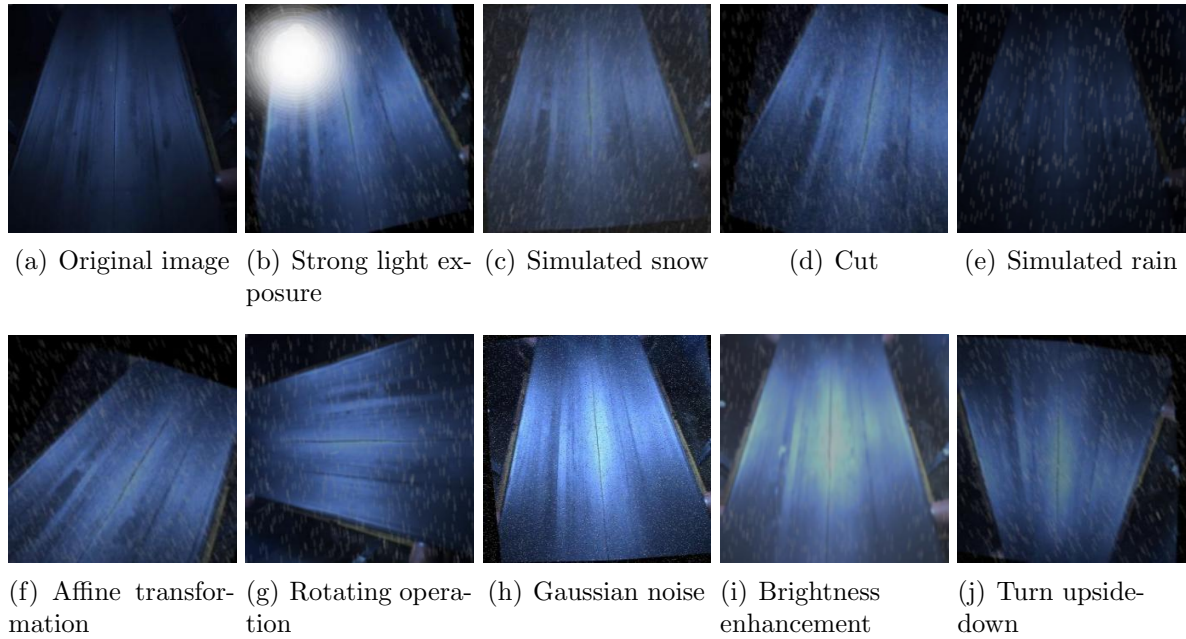 (a) Original image
(b) Strong light ex-
posure
(c) Simulated snow
(d) Cut
(e) Simulated rain
(f) Affine transfor-
mation
(g) Rotating opera-
tion
(h) Gaussian noise
(i) Brightness
enhancement
(j) Turn upside-
down